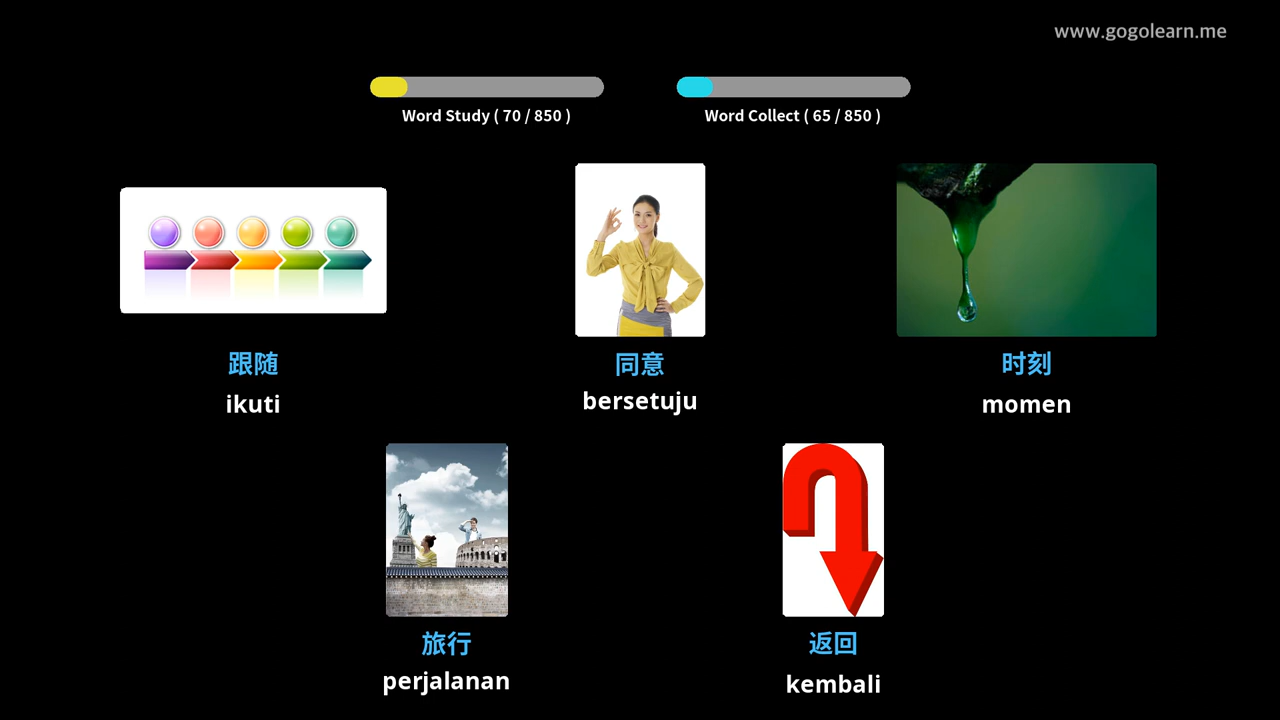 www.gogolearn.me
Word Study ( 70 / 850 )
Word Collect ( 65 / 850 )
跟随
ikuti
同意
bersetuju
时刻
momen
旅行
perjalanan
返回
kembali